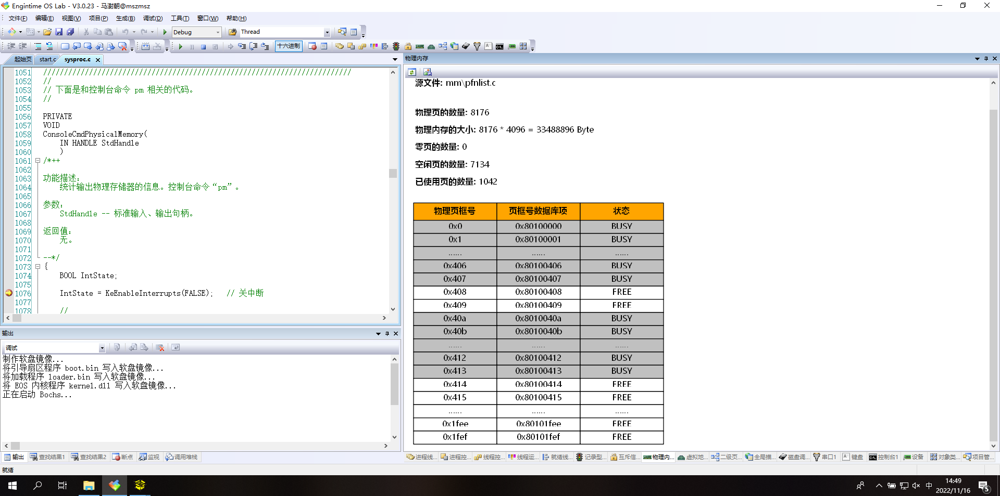 Engintime OS Lab - V3.0.23 - 马澍朝@mszmsz
文件(F) 编辑(E) 视图(V) 项目(P) 生成(B) 调试(D) 工具(T) 窗口(W) 帮助(H)
Debug Thread
十六进制
起始页 start.c sysproc.c
1051 //////////////////////////////////////////////////////////////////////////
1052 //
1053 // 下面是和控制台命令 pm 相关的代码。
1054 //
1055
1056 PRIVATE
1057 VOID
1058 ConsoleCmdPhysicalMemory(
1059 IN HANDLE StdHandle
1060 )
1061 /*++
1062
1063 功能描述：
1064 统计输出物理存储器的信息。控制台命令“pm”。
1065
1066 参数：
1067 StdHandle -- 标准输入、输出句柄。
1068
1069 返回值：
1070 无。
1071
1072 --*/
1073 {
1074 BOOL IntState;
1075
1076 IntState = KeEnableInterrupts(FALSE); // 关中断
1077
1078 //
输出
调试
制作软盘镜像...
将引导扇区程序 boot.bin 写入软盘镜像...
将加载程序 loader.bin 写入软盘镜像...
将 EOS 内核程序 kernel.dll 写入软盘镜像...
正在启动 Bochs...
输出 查找结果1 查找结果2 断点 监视 调用堆栈
就绪
物理内存
源文件: mm\pfnlist.c
物理页的数量: 8176
物理内存的大小: 8176 * 4096 = 33488896 Byte
零页的数量: 0
空闲页的数量: 7134
已使用页的数量: 1042
物理页框号 页框号数据库项 状态
0x0 0x80100000 BUSY
0x1 0x80100001 BUSY
...... ...... ......
0x406 0x80100406 BUSY
0x407 0x80100407 BUSY
0x408 0x80100408 FREE
0x409 0x80100409 FREE
0x40a 0x8010040a BUSY
0x40b 0x8010040b BUSY
...... ...... ......
0x412 0x80100412 BUSY
0x413 0x80100413 BUSY
0x414 0x80100414 FREE
0x415 0x80100415 FREE
...... ...... ......
0x1fee 0x80101fee FREE
0x1fef 0x80101fef FREE
进程线... 进程控... 线程控... 线程运... 就绪线... 记录型... 互斥信... 物理内... 虚拟地... 二级页... 全局描... 磁盘调... 串口1 键盘 控制台1 设备 对象类... 项目管...
中
14:49
2022/11/16
5